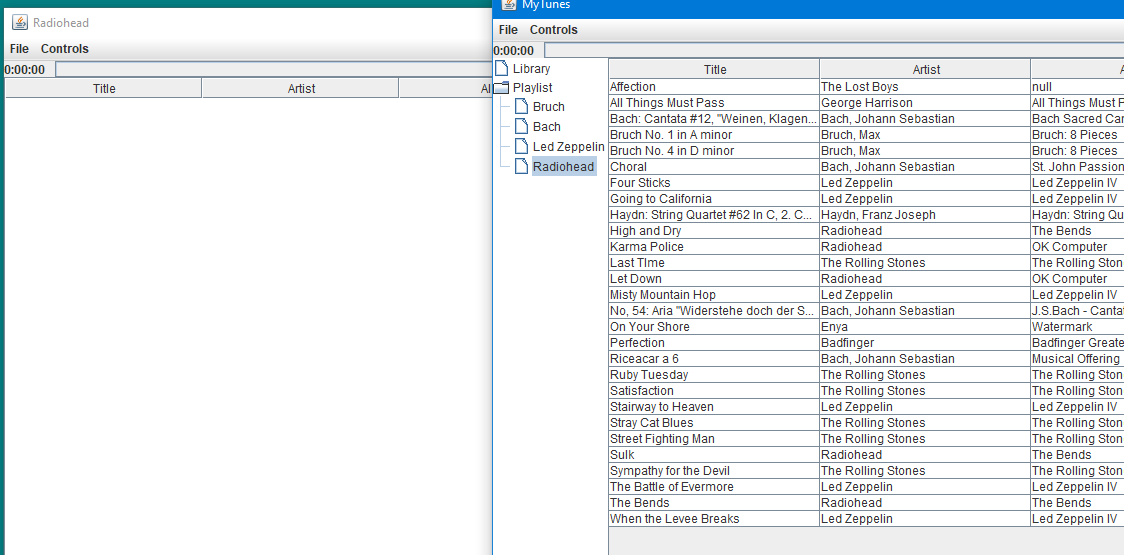 Radiohead
File Controls
0:00:00
Title Artist Al
MyTunes
File Controls
0:00:00
Library
Playlist
Bruch
Bach
Led Zeppelin
Radiohead
Title Artist A
Affection The Lost Boys null
All Things Must Pass George Harrison All Things Must F
Bach: Cantata #12, "Weinen, Klagen... Bach, Johann Sebastian Bach Sacred Can
Bruch No. 1 in A minor Bruch, Max Bruch: 8 Pieces
Bruch No. 4 in D minor Bruch, Max Bruch: 8 Pieces
Choral Bach, Johann Sebastian St. John Passion
Four Sticks Led Zeppelin Led Zeppelin IV
Going to California Led Zeppelin Led Zeppelin IV
Haydn: String Quartet #62 In C, 2. C... Haydn, Franz Joseph Haydn: String Qu
High and Dry Radiohead The Bends
Karma Police Radiohead OK Computer
Last TIme The Rolling Stones The Rolling Ston
Let Down Radiohead OK Computer
Misty Mountain Hop Led Zeppelin Led Zeppelin IV
No, 54: Aria "Widerstehe doch der S... Bach, Johann Sebastian J.S.Bach - Canta
On Your Shore Enya Watermark
Perfection Badfinger Badfinger Greate
Riceacar a 6 Bach, Johann Sebastian Musical Offering
Ruby Tuesday The Rolling Stones The Rolling Ston
Satisfaction The Rolling Stones The Rolling Ston
Stairway to Heaven Led Zeppelin Led Zeppelin IV
Stray Cat Blues The Rolling Stones The Rolling Ston
Street Fighting Man The Rolling Stones The Rolling Ston
Sulk Radiohead The Bends
Sympathy for the Devil The Rolling Stones The Rolling Ston
The Battle of Evermore Led Zeppelin Led Zeppelin IV
The Bends Radiohead The Bends
When the Levee Breaks Led Zeppelin Led Zeppelin IV